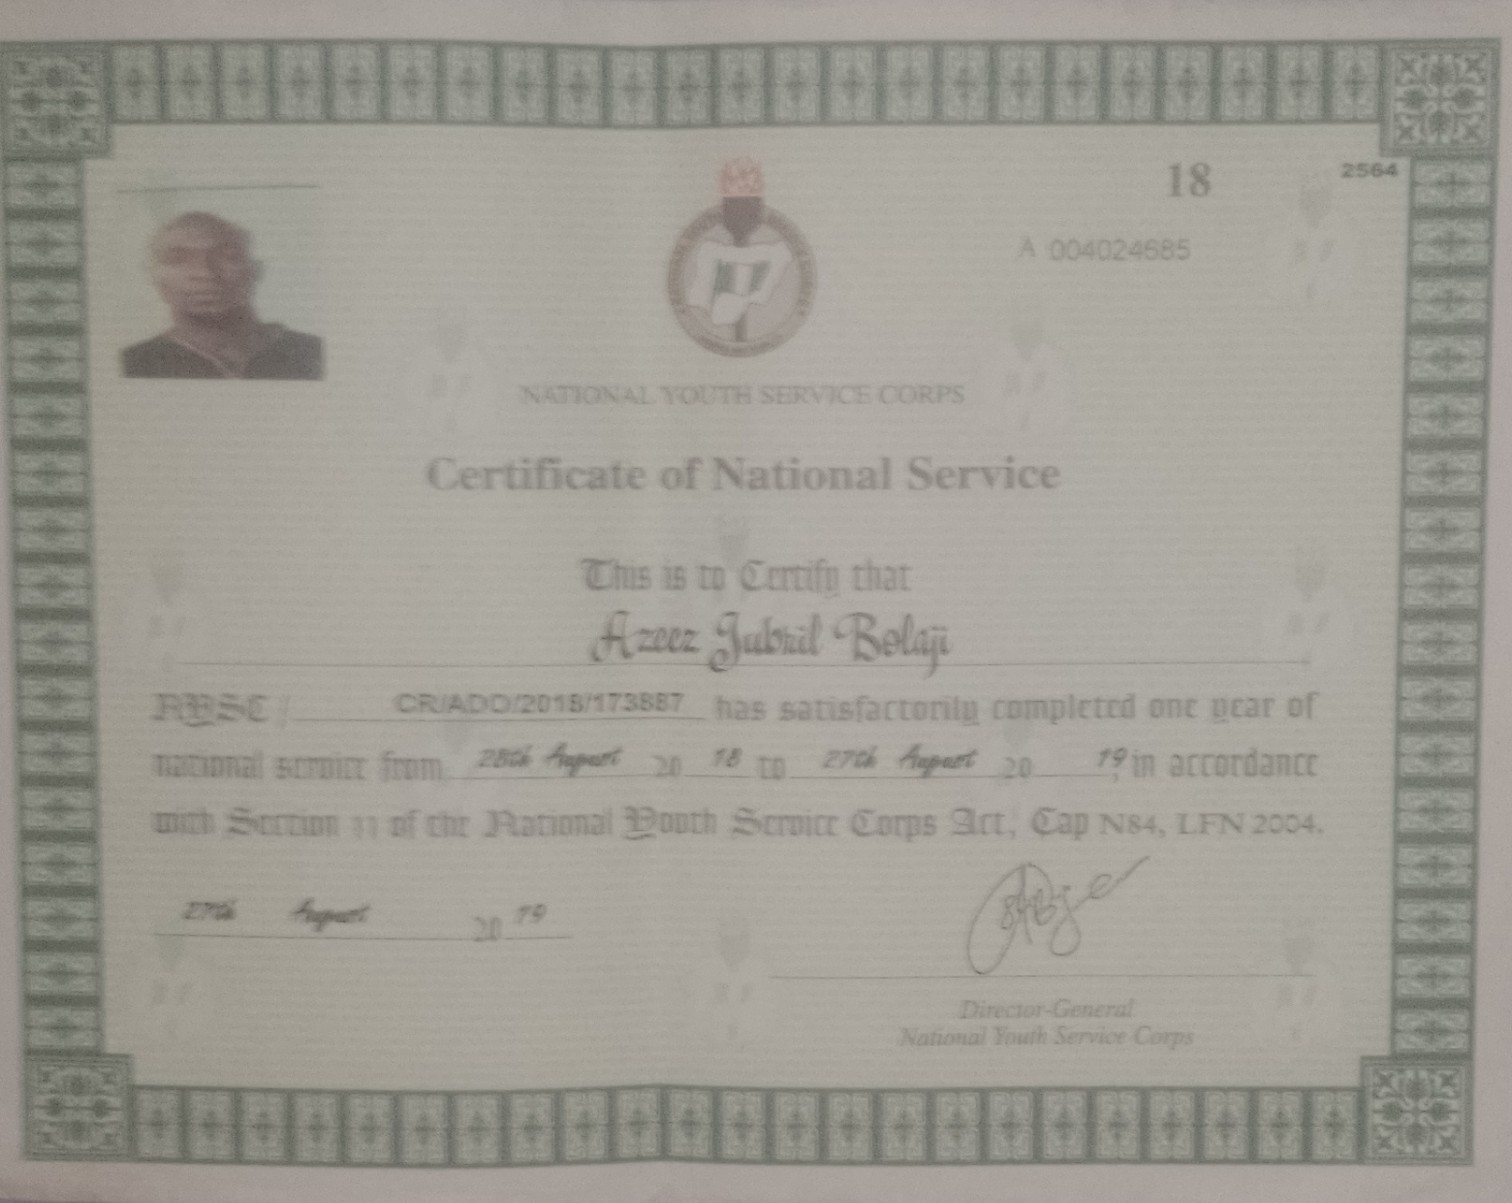 18
2564
A 004024685
NATIONAL YOUTH SERVICE CORPS
Certificate of National Service
This is to Certify that
Azeez Jubril Bolaji
NYSC/ CR/ADO/2018/173887 has satisfactorily completed one year of
national service from 28th August 20 18 to 27th August 20 19 in accordance
with Section 11 of the National Youth Service Corps Act, Cap N84, LFN 2004.
27th August 20 19
Director-General
National Youth Service Corps